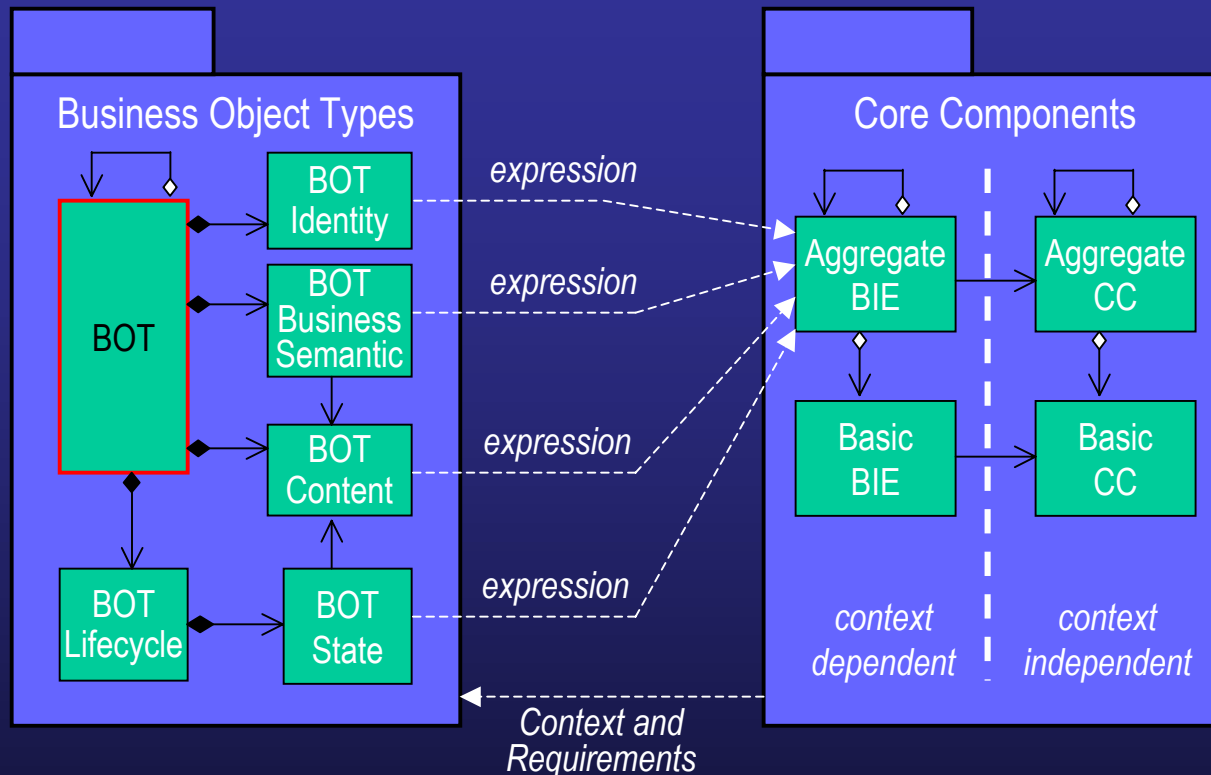 Business Object Types
BOT
BOT
Identity
BOT
Business
Semantic
BOT
Content
BOT
Lifecycle
BOT
State
expression
expression
expression
expression
Context and
Requirements
Core Components
Aggregate
BIE
Aggregate
CC
Basic
BIE
Basic
CC
context
dependent
context
independent